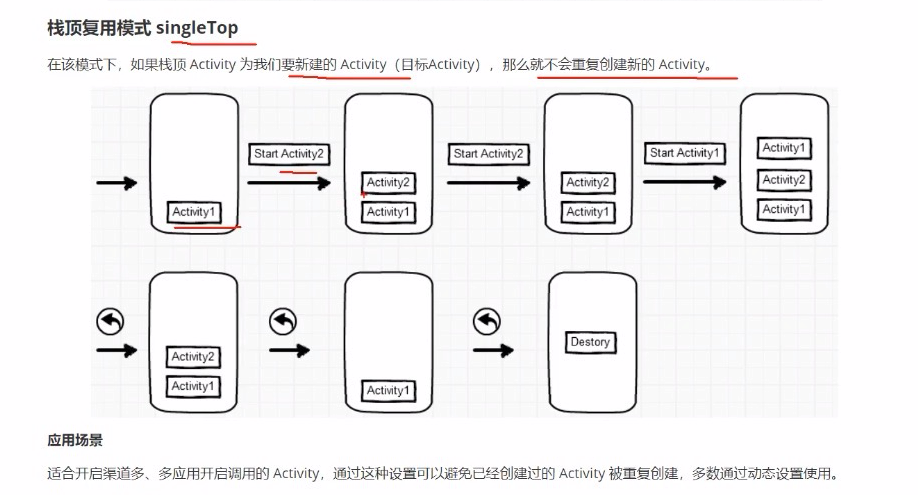 栈顶复用模式 singleTop
在该模式下，如果栈顶 Activity 为我们要新建的 Activity（目标Activity），那么就不会重复创建新的 Activity。
Activity1
Start Activity2
Activity2
Activity1
Start Activity2
Activity2
Activity1
Start Activity1
Activity1
Activity2
Activity1
Activity2
Activity1
Activity1
Destory
应用场景
适合开启渠道多、多应用开启调用的 Activity，通过这种设置可以避免已经创建过的 Activity 被重复创建，多数通过动态设置使用。